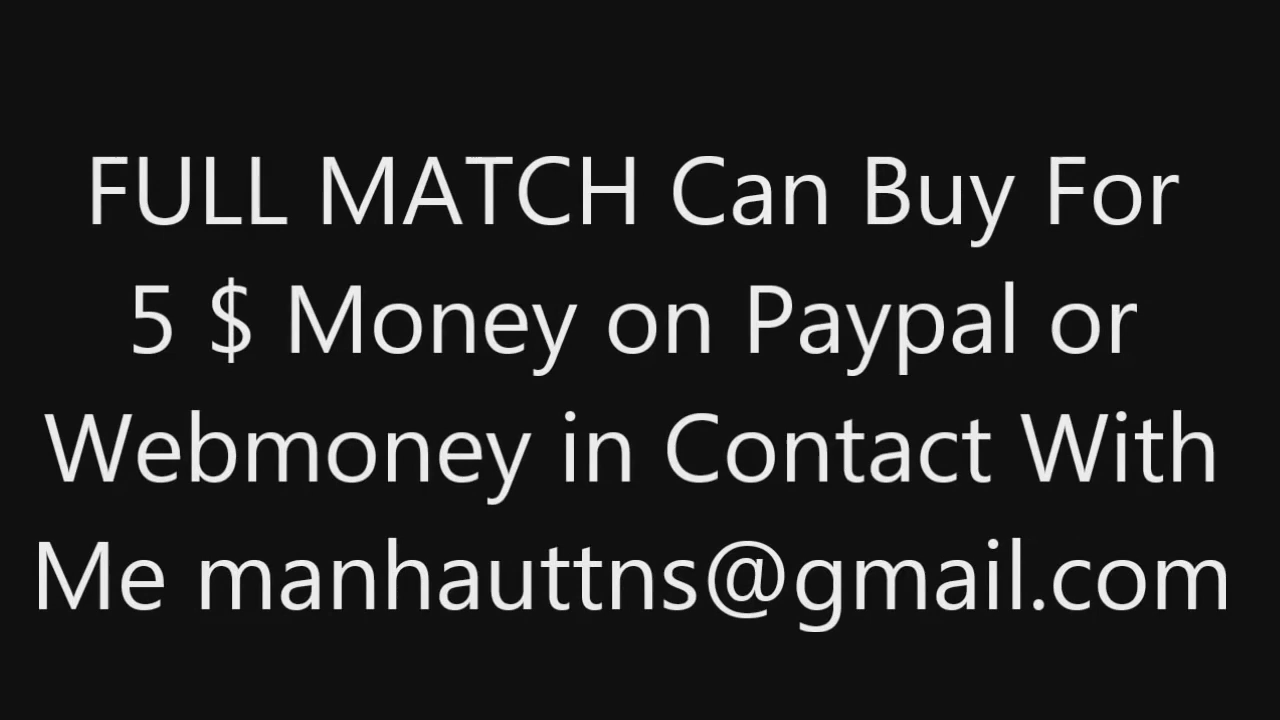 FULL MATCH Can Buy For
5 $ Money on Paypal or
Webmoney in Contact With
Me manhauttns@gmail.com